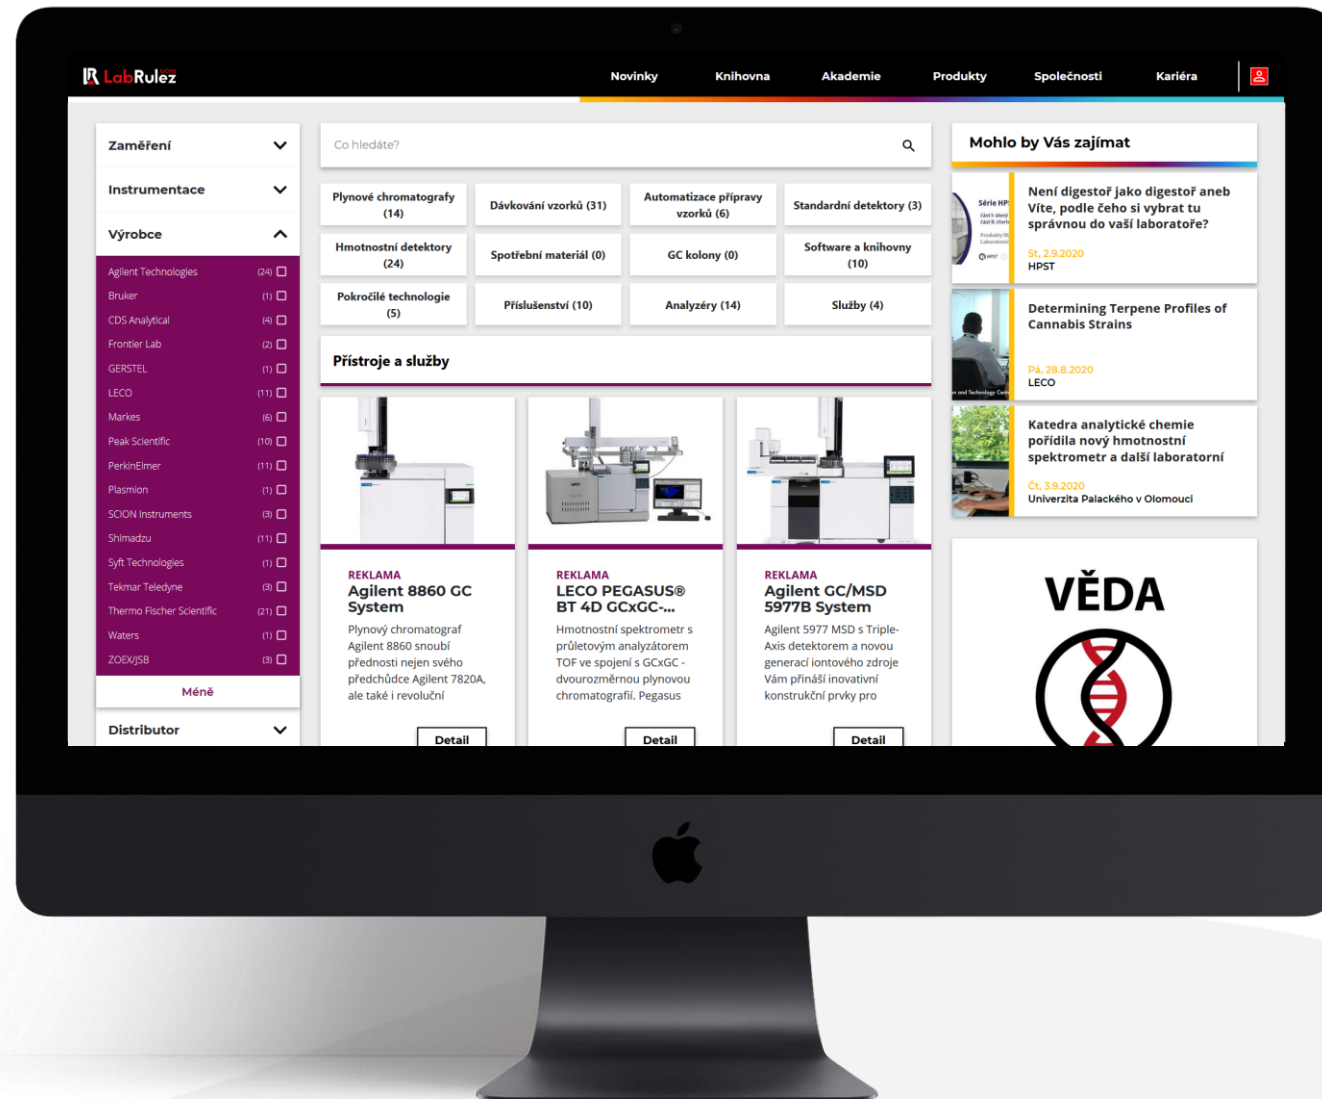 LabRulez
GCMS
Novinky
Knihovna
Akademie
Produkty
Společnosti
Kariéra
Zaměření
Instrumentace
Výrobce
Agilent Technologies (24)
Bruker (1)
CDS Analytical (4)
Frontier Lab (2)
GERSTEL (1)
LECO (11)
Markes (6)
Peak Scientific (10)
PerkinElmer (11)
Plasmion (1)
SCION Instruments (3)
Shimadzu (11)
Syft Technologies (1)
Tekmar Teledyne (3)
Thermo Fischer Scientific (21)
Waters (1)
ZOEX/JSB (3)
Méně
Distributor
Co hledáte?
Plynové chromatografy
(14)
Dávkování vzorků (31)
Automatizace přípravy
vzorků (6)
Standardní detektory (3)
Hmotnostní detektory
(24)
Spotřební materiál (0)
GC kolony (0)
Software a knihovny
(10)
Pokročilé technologie
(5)
Příslušenství (10)
Analyzéry (14)
Služby (4)
Přístroje a služby
REKLAMA
Agilent 8860 GC
System
Plynový chromatograf
Agilent 8860 snoubí
přednosti nejen svého
předchůdce Agilent 7820A,
ale také i revoluční
Detail
REKLAMA
LECO PEGASUS®
BT 4D GCxGC-...
Hmotnostní spektrometr s
průletovým analyzátorem
TOF ve spojení s GCxGC -
dvourozměrnou plynovou
chromatografií. Pegasus
Detail
REKLAMA
Agilent GC/MSD
5977B System
Agilent 5977 MSD s Triple-
Axis detektorem a novou
generací iontového zdroje
Vám přináší inovativní
konstrukční prvky pro
Detail
Mohlo by Vás zajímat
Série HP
HPST
Není digestoř jako digestoř aneb
Víte, podle čeho si vybrat tu
správnou do vaší laboratoře?
St, 2.9.2020
HPST
Determining Terpene Profiles of
Cannabis Strains
Pá, 28.8.2020
LECO
Katedra analytické chemie
pořídila nový hmotnostní
spektrometr a další laboratorní
Čt, 3.9.2020
Univerzita Palackého v Olomouci
VĚDA